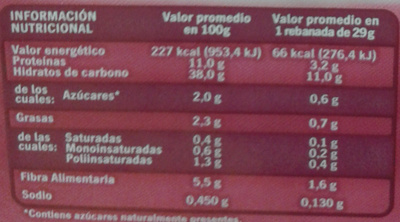 INFORMACIÓN NUTRICIONAL Valor promedio en 100g Valor promedio en 1 rebanada de 29g
Valor energético 227 kcal (953,4 kJ) 66 kcal (276,4 kJ)
Proteínas 11,0 g 3,2 g
Hidratos de carbono 38,0 g 11,0 g
de los cuales: Azúcares* 2,0 g 0,6 g
Grasas 2,3 g 0,7 g
de las cuales: Saturadas 0,4 g 0,1 g
Monoinsaturadas 0,6 g 0,2 g
Poliinsaturadas 1,3 g 0,4 g
Fibra Alimentaria 5,5 g 1,6 g
Sodio 0,450 g 0,130 g
*Contiene azúcares naturalmente presentes.